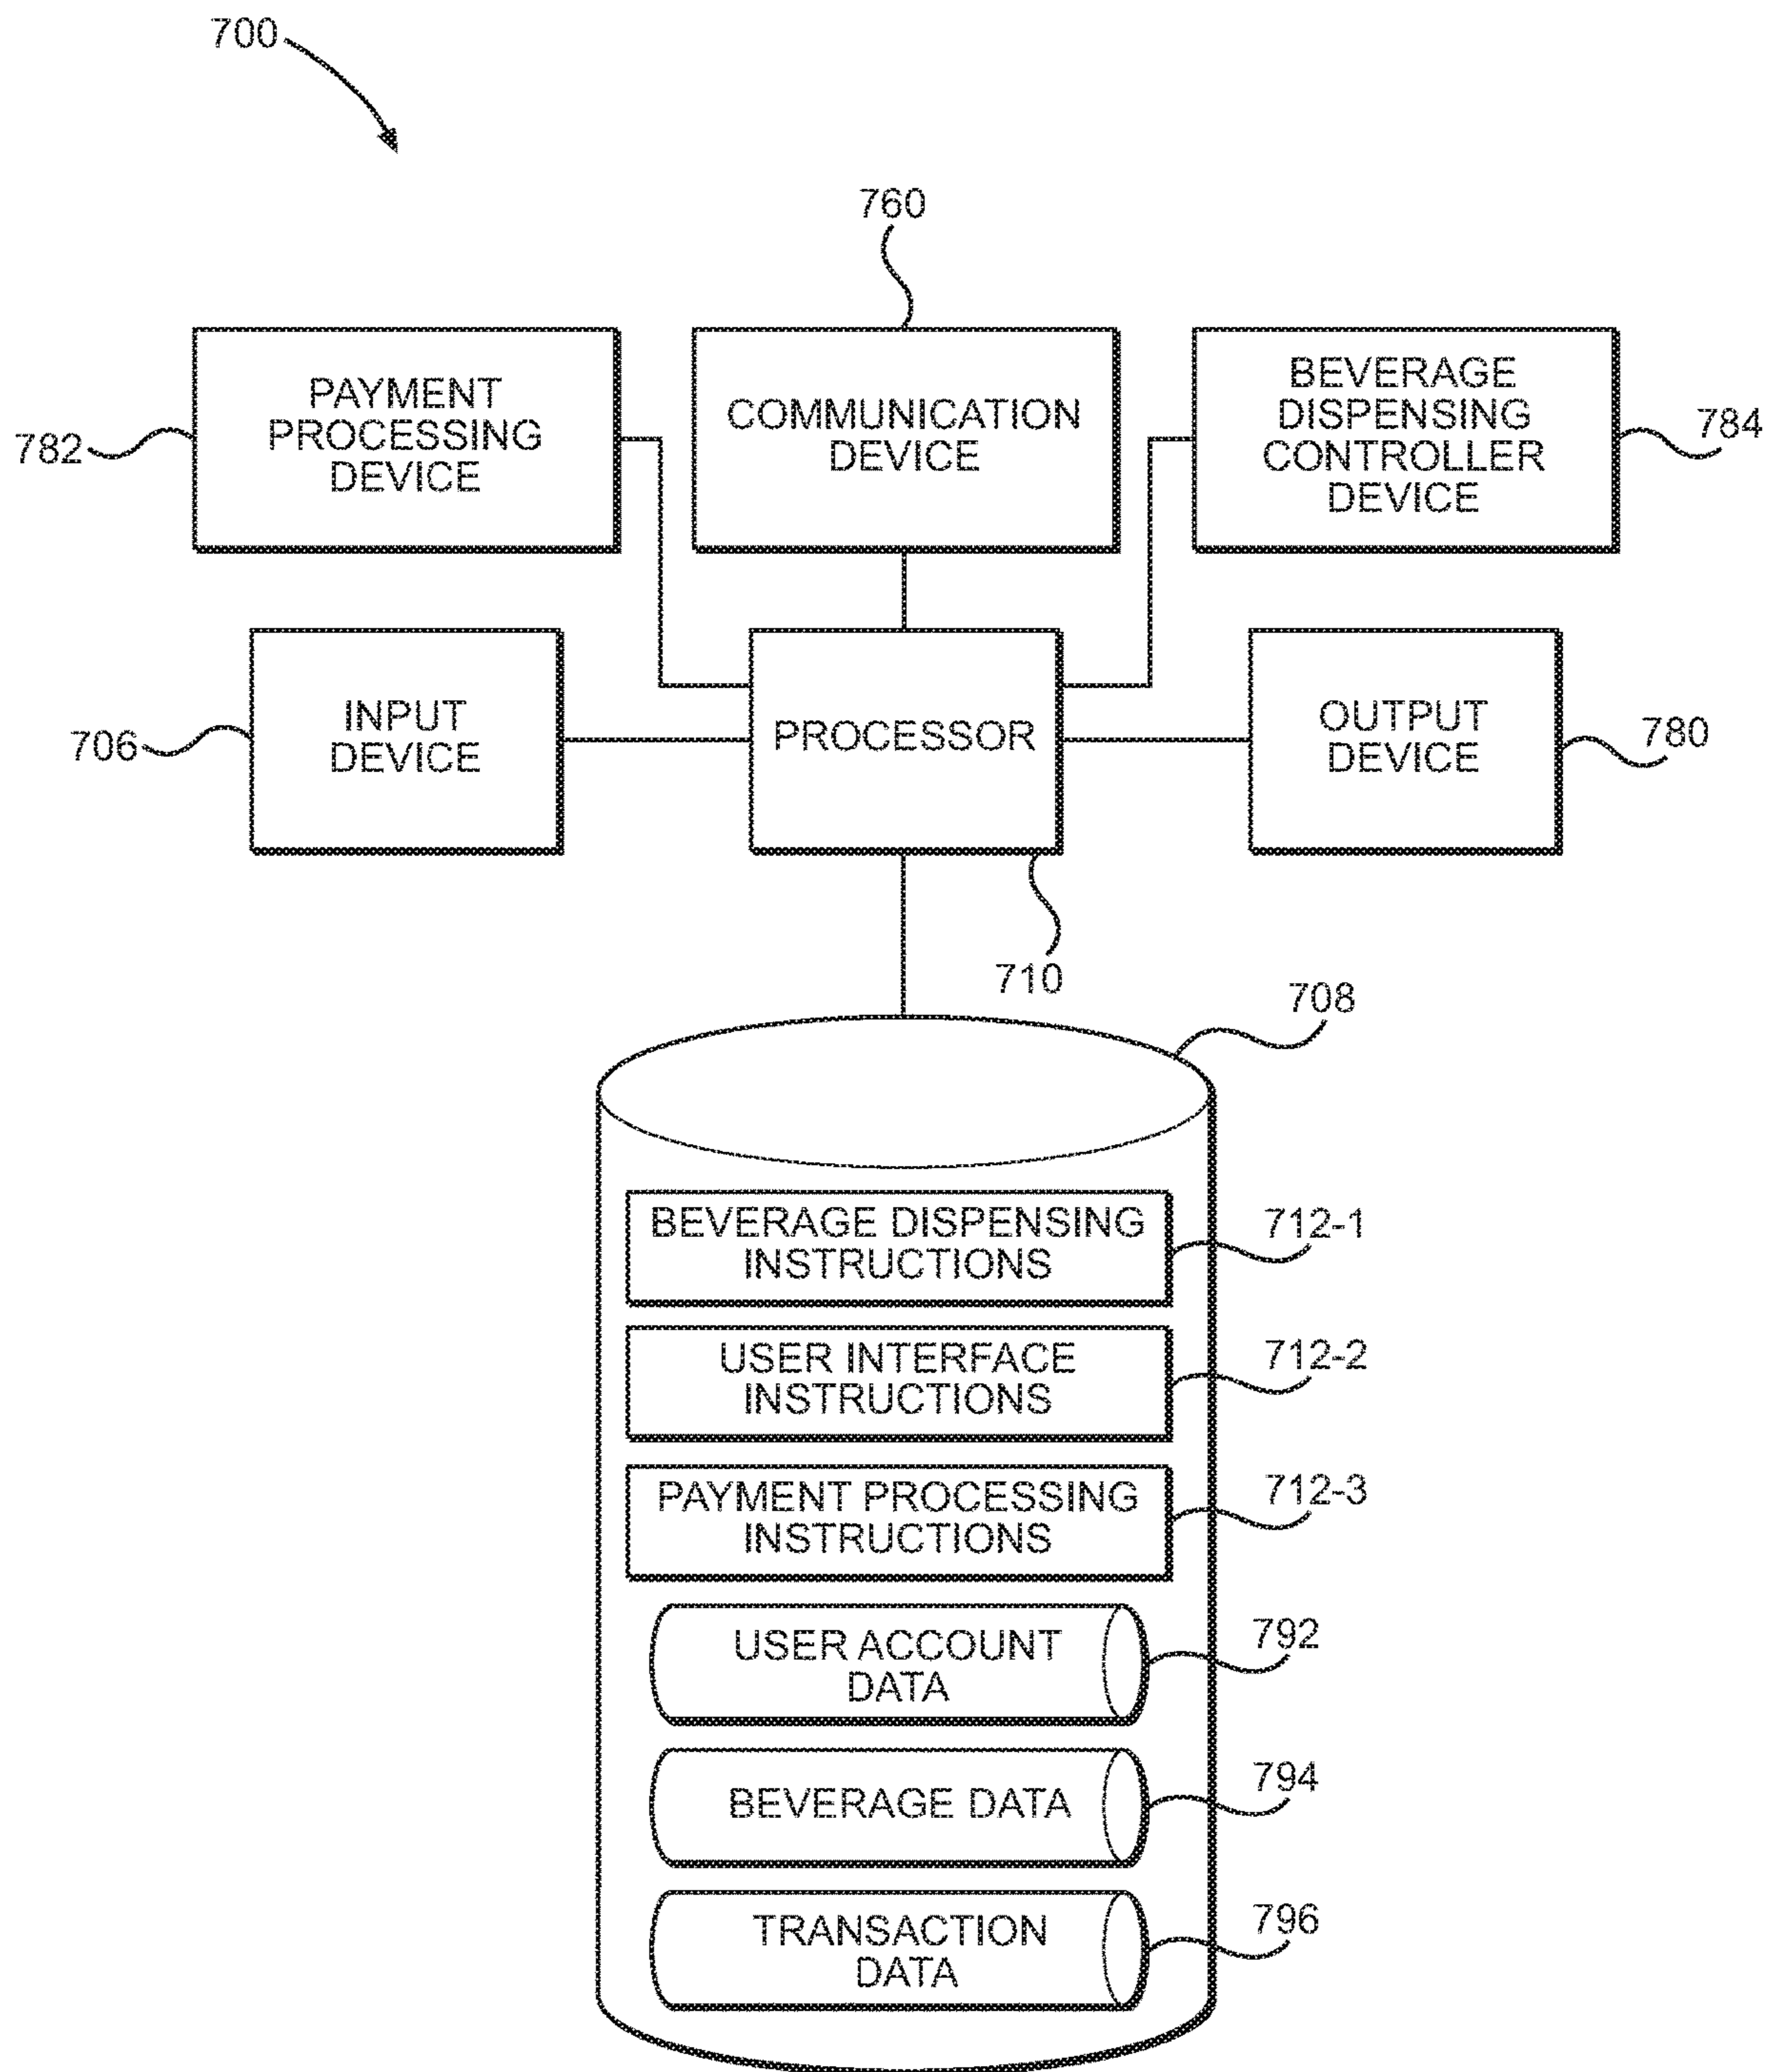 700
760
PAYMENT
PROCESSING
DEVICE
782
COMMUNICATION
DEVICE
BEVERAGE
DISPENSING
CONTROLLER
DEVICE
784
INPUT
DEVICE
706
PROCESSOR
710
OUTPUT
DEVICE
780
708
BEVERAGE DISPENSING
INSTRUCTIONS
712-1
USER INTERFACE
INSTRUCTIONS
712-2
PAYMENT PROCESSING
INSTRUCTIONS
712-3
USER ACCOUNT
DATA
792
BEVERAGE DATA
794
TRANSACTION
DATA
796